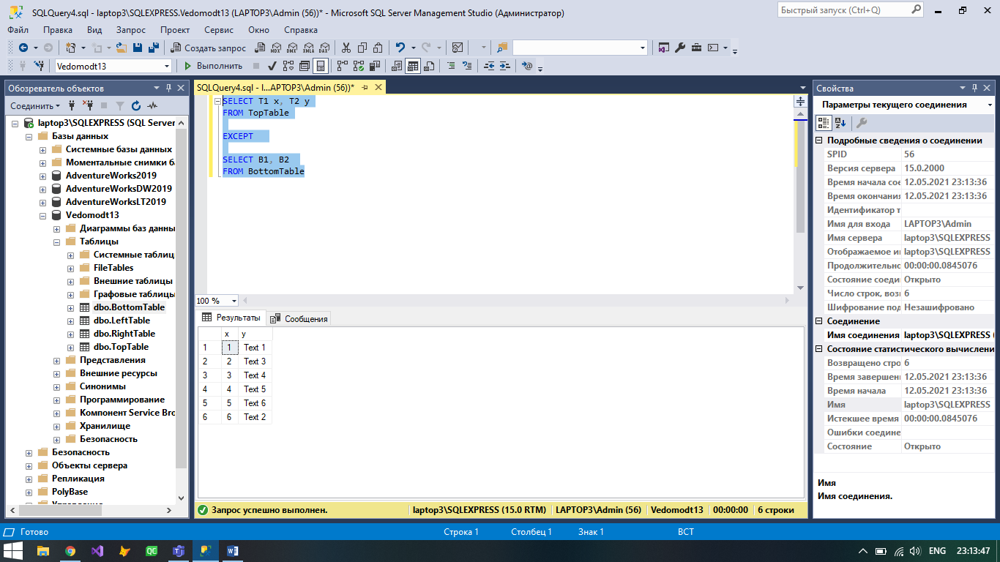 SQLQuery4.sql - laptop3\SQLEXPRESS.Vedomodt13 (LAPTOP3\Admin (56))* - Microsoft SQL Server Management Studio (Администратор)
Быстрый запуск (Ctrl+Q)
Файл Правка Вид Запрос Проект Сервис Окно Справка
Создать запрос MDX DMX XMLA DAX
Vedomodt13 Выполнить
Обозреватель объектов
Соединить
laptop3\SQLEXPRESS (SQL Server
Базы данных
Системные базы данных
Моментальные снимки б
AdventureWorks2019
AdventureWorksDW2019
AdventureWorksLT2019
Vedomodt13
Диаграммы баз данны
Таблицы
Системные таблиц
FileTables
Внешние таблицы
Графовые таблицы
dbo.BottomTable
dbo.LeftTable
dbo.RightTable
dbo.TopTable
Представления
Внешние ресурсы
Синонимы
Программирование
Компонент Service Bro
Хранилище
Безопасность
Безопасность
Объекты сервера
Репликация
PolyBase
Управление
SQLQuery4.sql - l...APTOP3\Admin (56))*
SELECT T1 x, T2 y
FROM TopTable
EXCEPT
SELECT B1, B2
FROM BottomTable
100 %
Результаты Сообщения
x y
1 1 Text 1
2 2 Text 3
3 3 Text 4
4 4 Text 5
5 5 Text 6
6 6 Text 2
Запрос успешно выполнен. laptop3\SQLEXPRESS (15.0 RTM) LAPTOP3\Admin (56) Vedomodt13 00:00:00 6 строки
Свойства
Параметры текущего соединения
Подробные сведения о соединении
SPID 56
Версия сервера 15.0.2000
Время начала сое 12.05.2021 23:13:36
Время окончания 12.05.2021 23:13:36
Идентификатор т
Имя для входа LAPTOP3\Admin
Имя сервера laptop3\SQLEXPRESS
Отображаемое и laptop3\SQLEXPRESS
Продолжительно 00:00:00.0845076
Состояние соеди Открыто
Число строк, возв 6
Шифрование под Незашифровано
Соединение
Имя соединения laptop3\SQLEXPRESS (
Состояние статистического вычислени
Возвращено стро 6
Время завершен 12.05.2021 23:13:36
Время начала 12.05.2021 23:13:36
Имя laptop3\SQLEXPRESS
Истекшее время 00:00:00.0845076
Ошибки соедине
Состояние Открыто
Имя
Имя соединения.
Готово Строка 1 Столбец 1 Знак 1 ВСТ
QC ENG 23:13:47